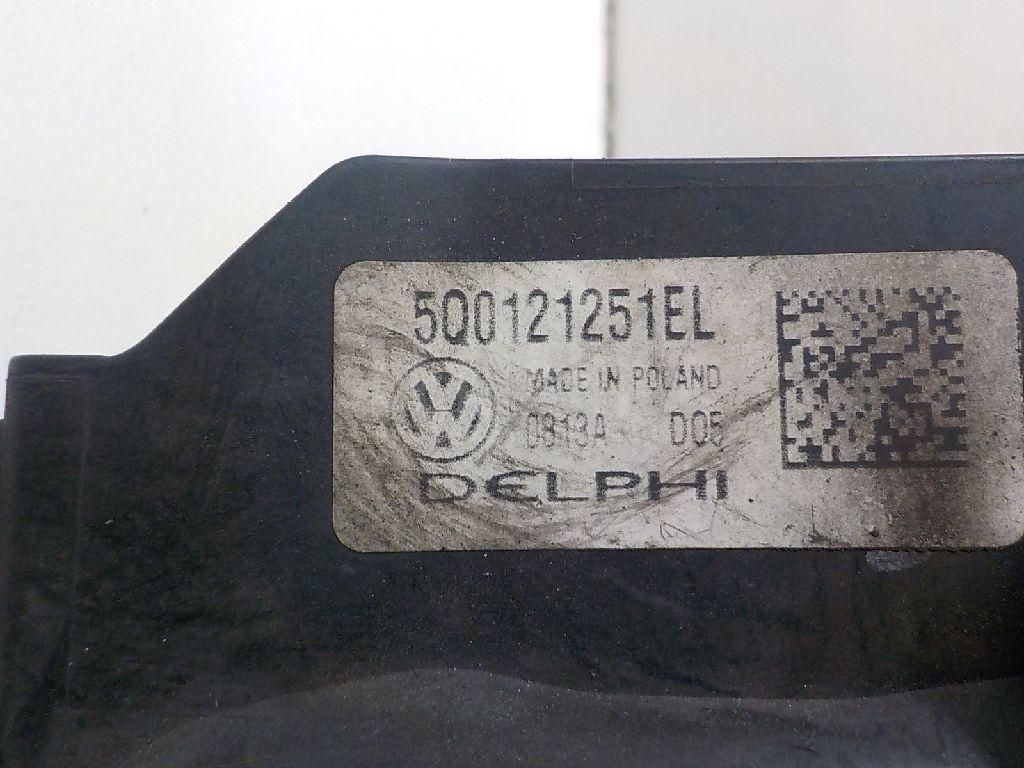 5Q0121251EL
MADE IN POLAND
0813A D05
DELPHI